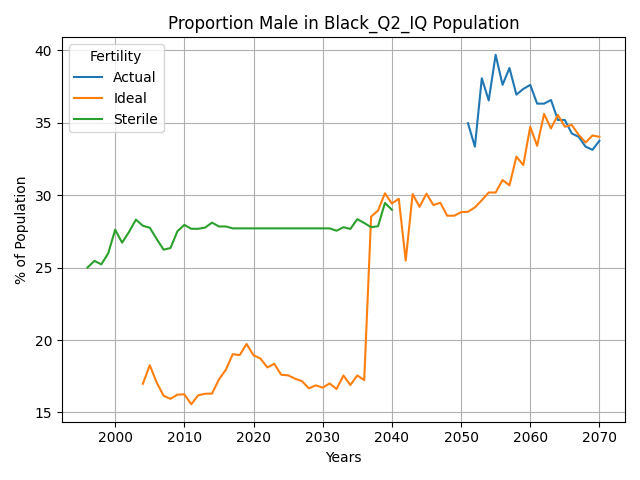 Proportion Male in Black_Q2_IQ Population
Fertility
Actual
Ideal
Sterile
% of Population
40
35
30
25
20
15
2000
2010
2020
2030
2040
2050
2060
2070
Years